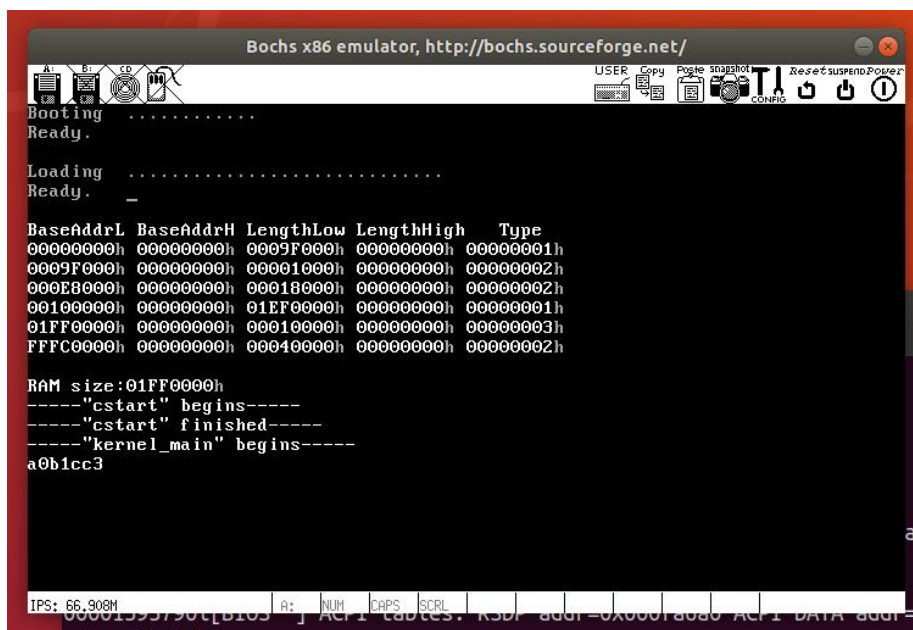 Bochs x86 emulator, http://bochs.sourceforge.net/
A: B: CD USER Copy Paste snapshot CONFIG Reset SUSPEND Power
Booting ............
Ready.
Loading .............................
Ready. _
BaseAddrL BaseAddrH LengthLow LengthHigh Type
00000000h 00000000h 0009F000h 00000000h 00000001h
0009F000h 00000000h 00001000h 00000000h 00000002h
000E8000h 00000000h 00018000h 00000000h 00000002h
00100000h 00000000h 01EF0000h 00000000h 00000001h
01FF0000h 00000000h 00010000h 00000000h 00000003h
FFFC0000h 00000000h 00040000h 00000000h 00000002h
RAM size:01FF0000h
-----"cstart" begins-----
-----"cstart" finished-----
-----"kernel_main" begins-----
a0b1cc3
IPS: 66.908M A: NUM CAPS SCRL